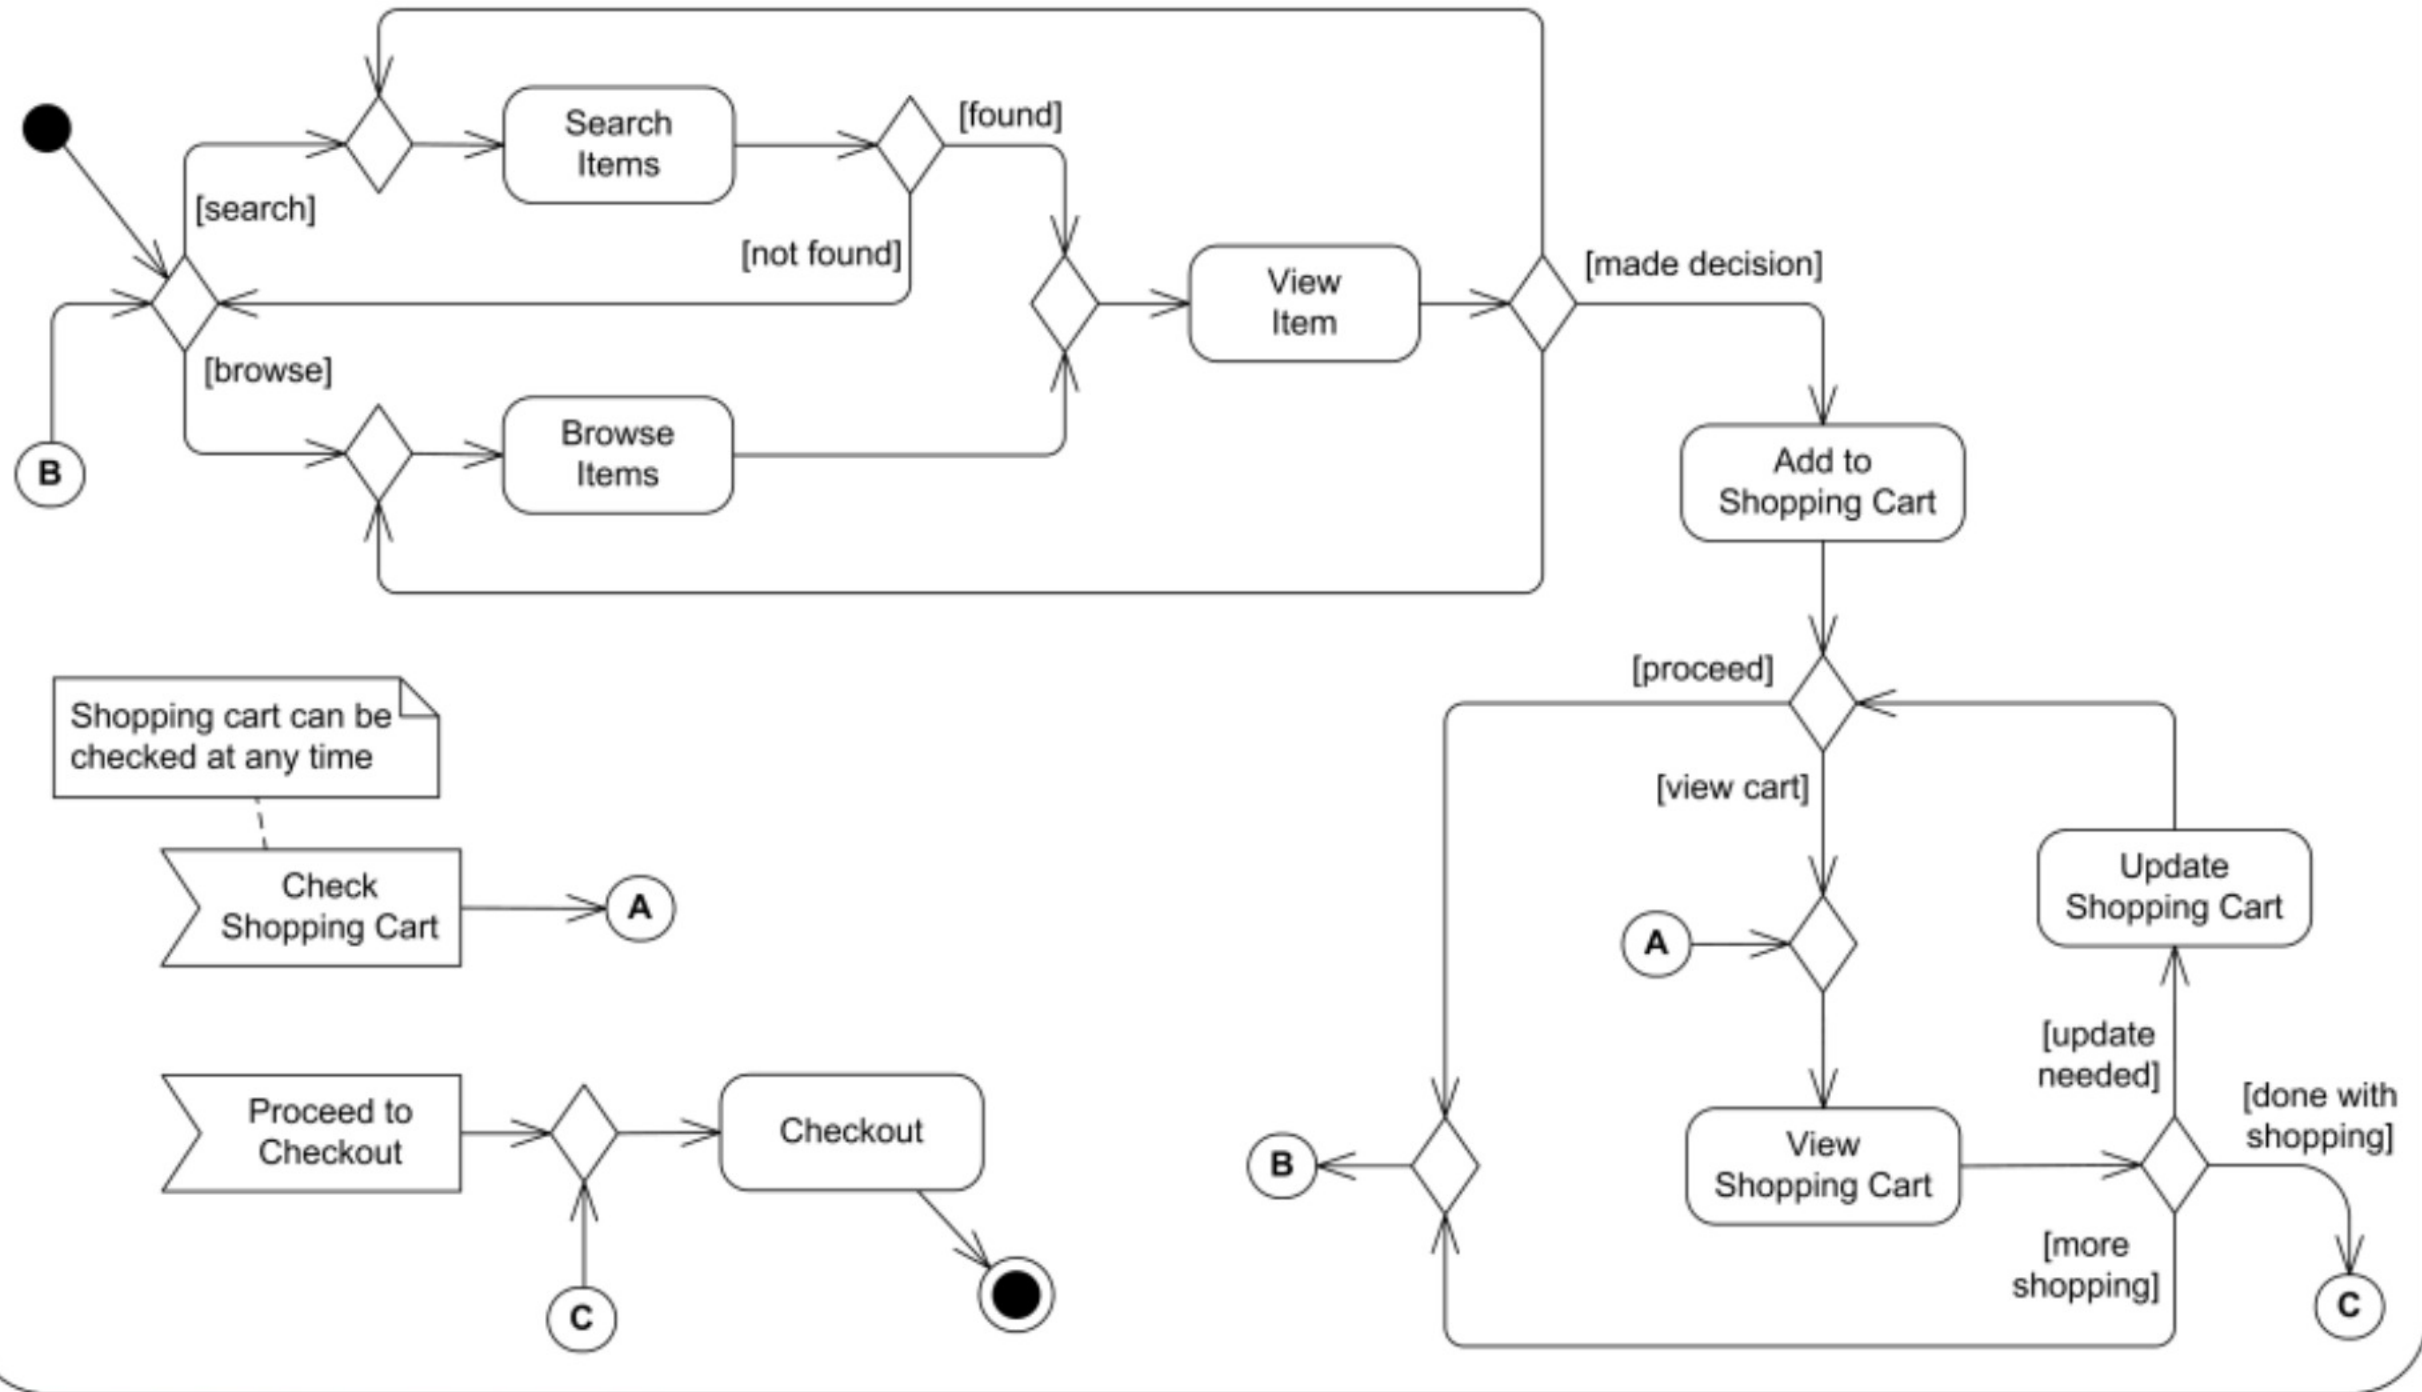 Search
Items
[found]
[search]
[not found]
View
Item
[made decision]
[browse]
Browse
Items
B
Add to
Shopping Cart
[proceed]
Shopping cart can be
checked at any time
[view cart]
Check
Shopping Cart
A
A
Update
Shopping Cart
[update
needed]
[done with
shopping]
Proceed to
Checkout
Checkout
B
View
Shopping Cart
[more
shopping]
C
C